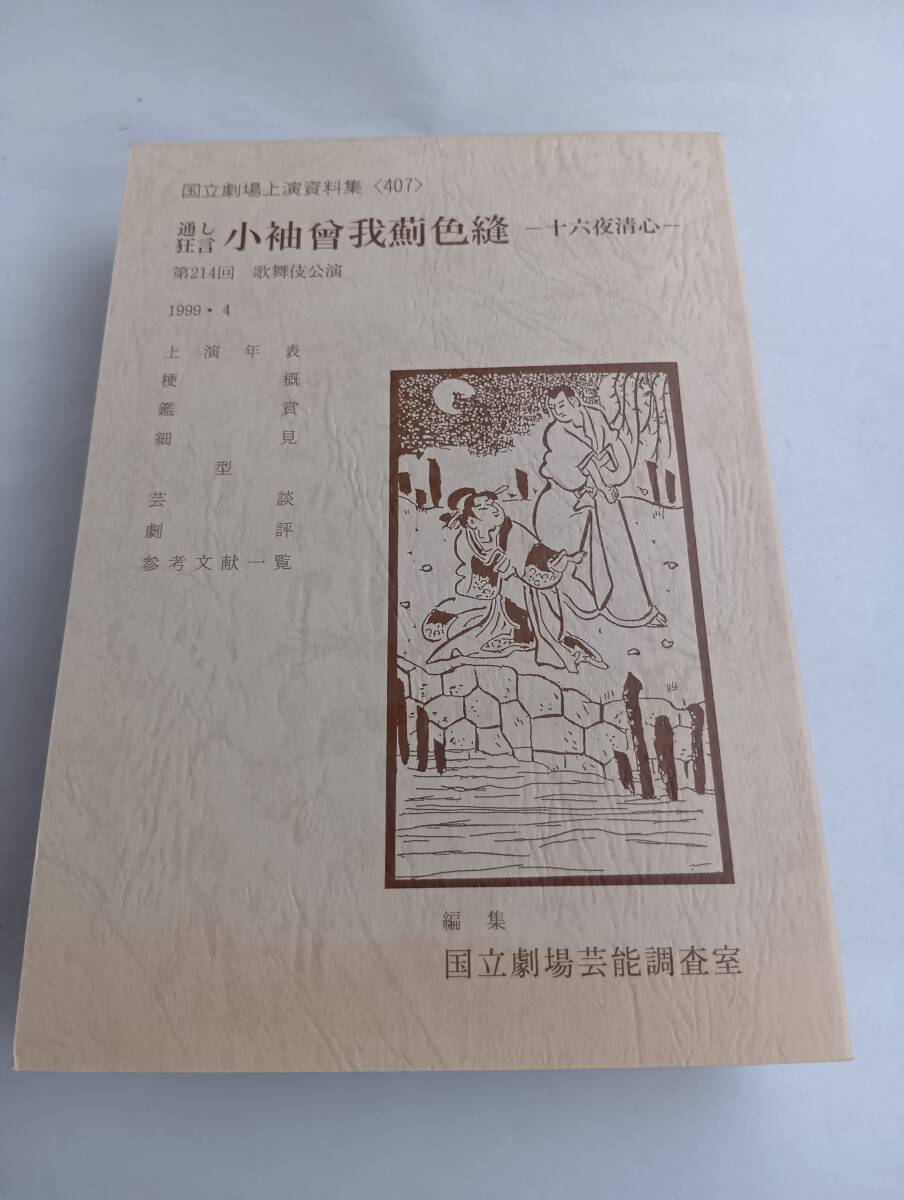 国立劇場上演資料集〈407〉
通し狂言 小袖曾我薊色縫 ―十六夜清心―
第214回 歌舞伎公演
1999・4
上演年表
梗概
鑑賞
細見
型
芸談
劇評
参考文献一覧
編集
国立劇場芸能調査室